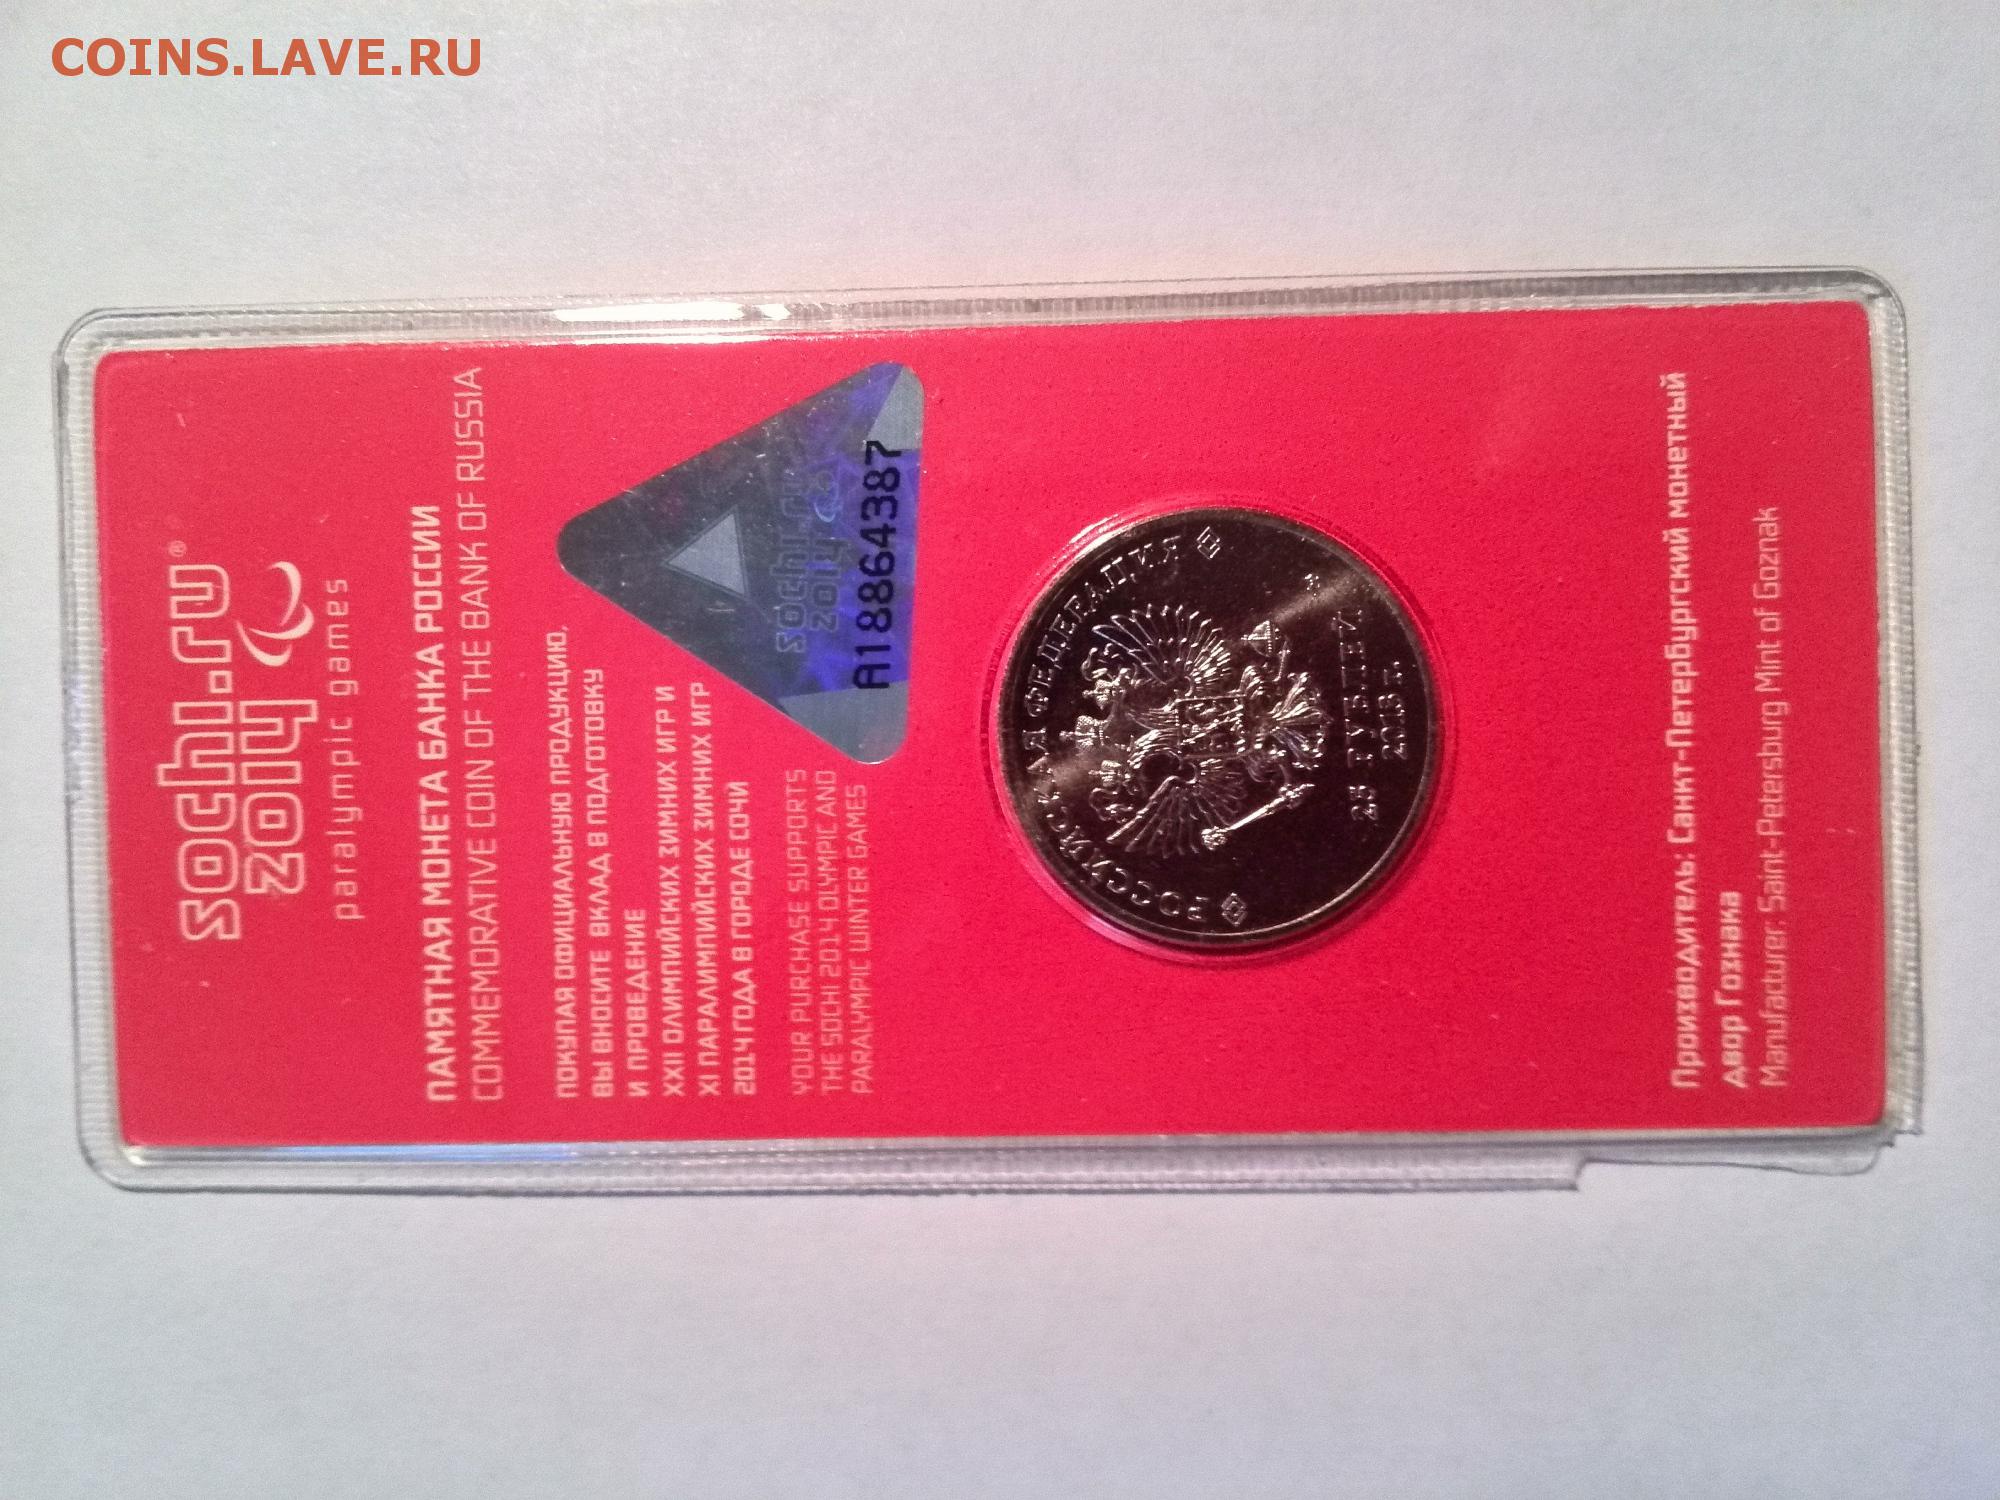 COINS.LAVE.RU
sochi.ru®
2014
paralympic games
ПАМЯТНАЯ МОНЕТА БАНКА РОССИИ
COMMEMORATIVE COIN OF THE BANK OF RUSSIA
ПОКУПАЯ ОФИЦИАЛЬНУЮ ПРОДУКЦИЮ,
ВЫ ВНОСИТЕ ВКЛАД В ПОДГОТОВКУ
И ПРОВЕДЕНИЕ
XXII ОЛИМПИЙСКИХ ЗИМНИХ ИГР И
XI ПАРАЛИМПИЙСКИХ ЗИМНИХ ИГР
2014 ГОДА В ГОРОДЕ СОЧИ
YOUR PURCHASE SUPPORTS
THE SOCHI 2014 OLYMPIC AND
PARALYMPIC WINTER GAMES
sochi.ru
2014
A18864387
РОССИЙСКАЯ ФЕДЕРАЦИЯ
25 РУБЛЕЙ
2013 г.
Производитель: Санкт-Петербургский монетный
двор Гознака
Manufacturer: Saint-Petersburg Mint of Goznak